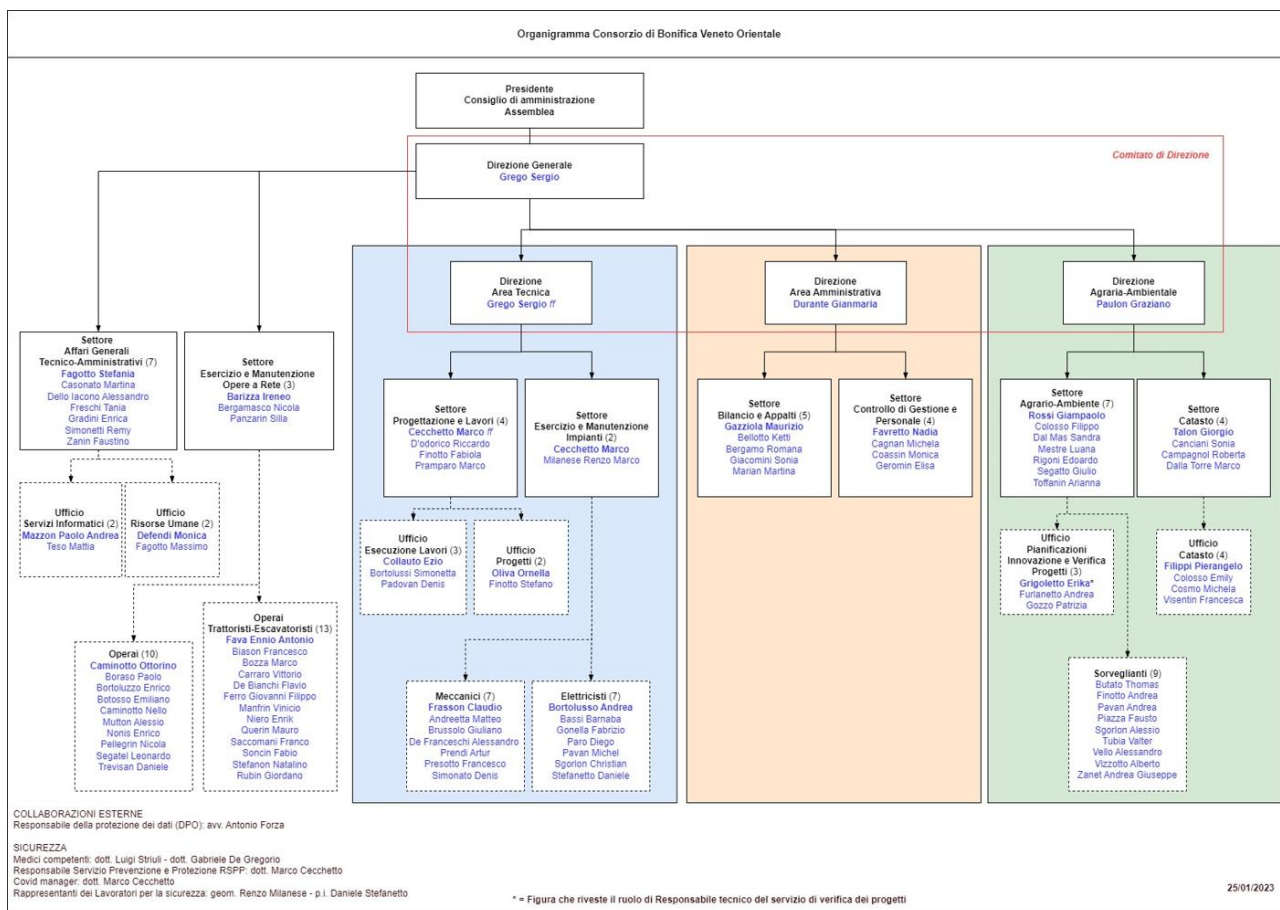 Organigramma Consorzio di Bonifica Veneto Orientale
Presidente
Consiglio di amministrazione
Assemblea
Comitato di Direzione
Direzione Generale
Grego Sergio
Direzione
Area Tecnica
Grego Sergio ff
Direzione
Area Amministrativa
Durante Gianmaria
Direzione
Agraria-Ambientale
Paulon Graziano
Settore
Affari Generali
Tecnico-Amministrativi (7)
Fagotto Stefania
Casonato Martina
Dello Iacono Alessandro
Freschi Tania
Gradini Enrica
Simonetti Remy
Zanin Faustino
Settore
Esercizio e Manutenzione
Opere a Rete (3)
Barizza Ireneo
Bergamasco Nicola
Panzarin Silla
Settore
Progettazione e Lavori (4)
Cecchetto Marco ff
D'odorico Riccardo
Finotto Fabiola
Pramparo Marco
Settore
Esercizio e Manutenzione
Impianti (2)
Cecchetto Marco
Milanese Renzo Marco
Settore
Bilancio e Appalti (5)
Gazziola Maurizio
Bellotto Ketti
Bergamo Romana
Giacomini Sonia
Marian Martina
Settore
Controllo di Gestione e
Personale (4)
Favretto Nadia
Cagnan Michela
Coassin Monica
Geromin Elisa
Settore
Agrario-Ambiente (7)
Rossi Giampaolo
Colosso Filippo
Dal Mas Sandra
Mestre Luana
Rigoni Edoardo
Segatto Giulio
Toffanin Arianna
Settore
Catasto (4)
Talon Giorgio
Canciani Sonia
Campagnol Roberta
Dalla Torre Marco
Ufficio
Servizi Informatici (2)
Mazzon Paolo Andrea
Teso Mattia
Ufficio
Risorse Umane (2)
Defendi Monica
Fagotto Massimo
Ufficio
Esecuzione Lavori (3)
Collauto Ezio
Bortolussi Simonetta
Padovan Denis
Ufficio
Progetti (2)
Oliva Ornella
Finotto Stefano
Ufficio
Pianificazioni
Innovazione e Verifica
Progetti (3)
Grigoletto Erika*
Furlanetto Andrea
Gozzo Patrizia
Ufficio
Catasto (4)
Filippi Pierangelo
Colosso Emily
Cosmo Michela
Visentin Francesca
Operai (10)
Caminotto Ottorino
Boraso Paolo
Bortoluzzo Enrico
Botosso Emiliano
Caminotto Nello
Mutton Alessio
Nonis Enrico
Pellegrin Nicola
Segatel Leonardo
Trevisan Daniele
Operai
Trattoristi-Escavatoristi (13)
Fava Ennio Antonio
Biason Francesco
Bozza Marco
Carraro Vittorio
De Bianchi Flavio
Ferro Giovanni Filippo
Manfrin Vinicio
Niero Enrik
Querin Mauro
Saccomani Franco
Soncin Fabio
Stefanon Natalino
Rubin Giordano
Meccanici (7)
Frasson Claudio
Andreetta Matteo
Brussolo Giuliano
De Franceschi Alessandro
Prendi Artur
Presotto Francesco
Simonato Denis
Elettricisti (7)
Bortolusso Andrea
Bassi Barnaba
Gonella Fabrizio
Paro Diego
Pavan Michel
Sgorlon Christian
Stefanetto Daniele
Sorveglianti (9)
Butato Thomas
Finotto Andrea
Pavan Andrea
Piazza Fausto
Sgorlon Alessio
Tubia Valter
Vello Alessandro
Vizzotto Alberto
Zanet Andrea Giuseppe
COLLABORAZIONI ESTERNE
Responsabile della protezione dei dati (DPO): avv. Antonio Forza
SICUREZZA
Medici competenti: dott. Luigi Striuli - dott. Gabriele De Gregorio
Responsabile Servizio Prevenzione e Protezione RSPP: dott. Marco Cecchetto
Covid manager: dott. Marco Cecchetto
Rappresentanti dei Lavoratori per la sicurezza: geom. Renzo Milanese - p.i. Daniele Stefanetto
* = Figura che riveste il ruolo di Responsabile tecnico del servizio di verifica dei progetti
25/01/2023